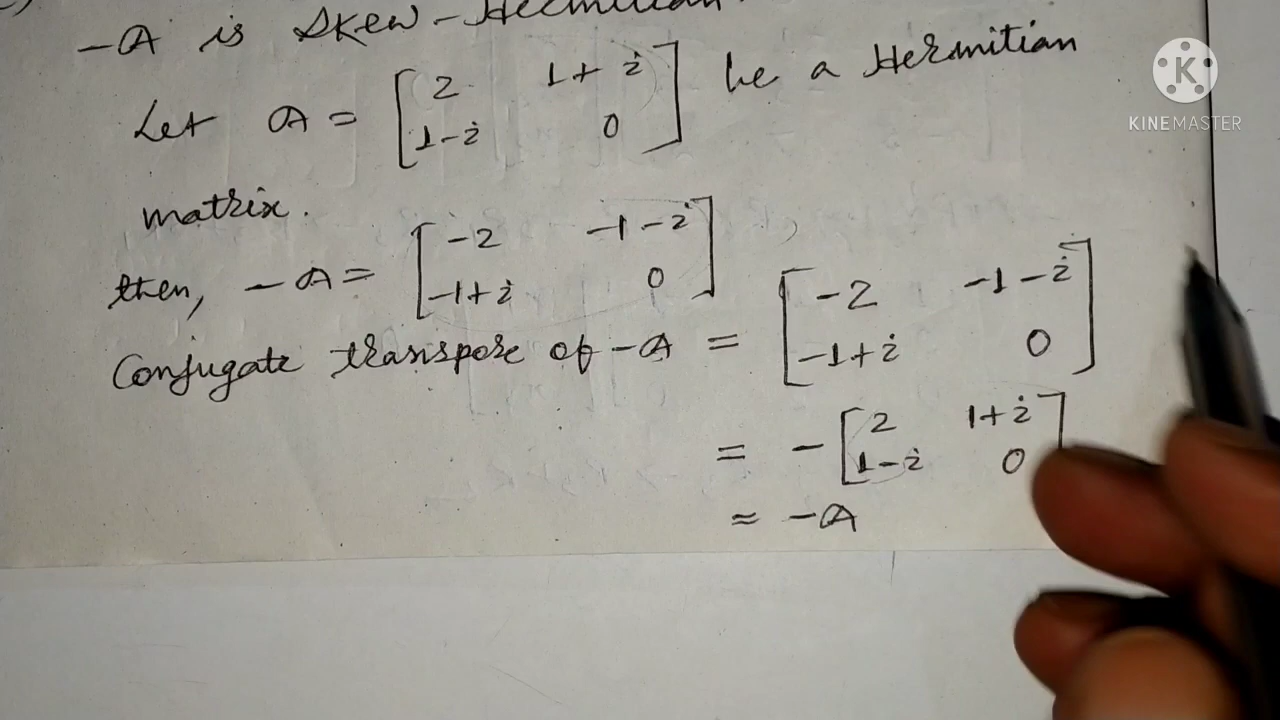 -A is Skew-Hermitian.
Let A = [2 1+i
1-i 0] be a Hermitian
matrix.
then, -A = [-2 -1-i
-1+i 0]
Conjugate transpose of -A = [-2 -1-i
-1+i 0]
= -[2 1+i
1-i 0]
= -A
K
KINEMASTER